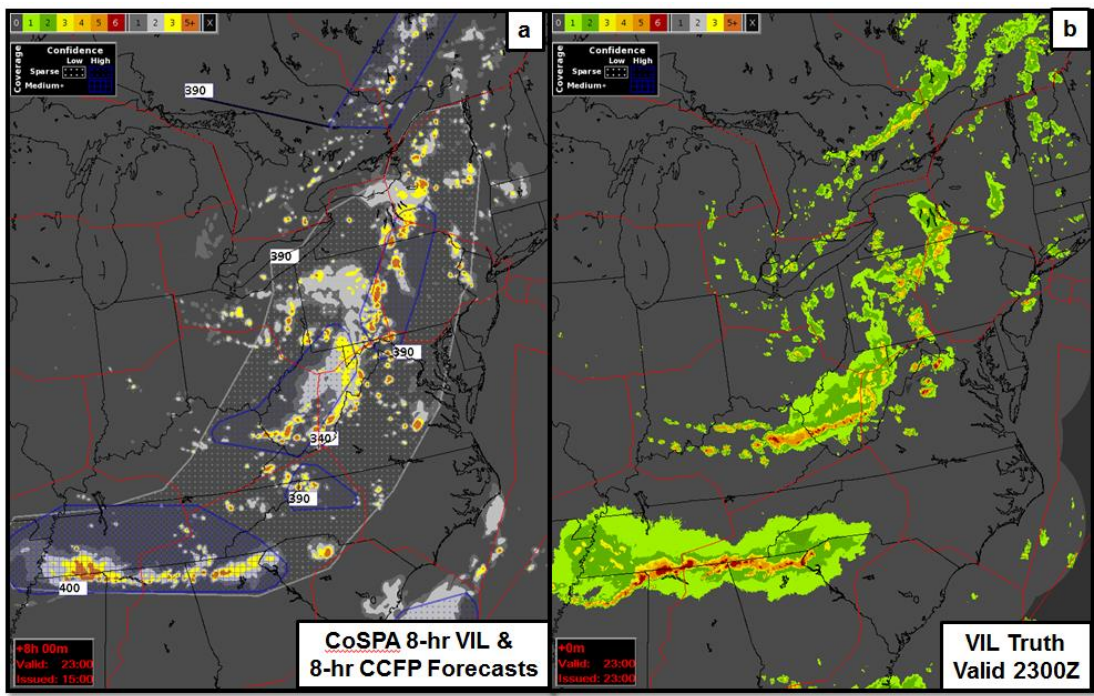 0 1 2 3 4 5 6 1 2 3 5+ X
Confidence
Low High
Coverage
Sparse
Medium+
a
390
390
390
340
390
400
+8h 00m
Valid: 23:00
Issued: 15:00
CoSPA 8-hr VIL &
8-hr CCFP Forecasts
0 1 2 3 4 5 6 1 2 3 5+ X
Confidence
Low High
Coverage
Sparse
Medium+
b
+0m
Valid: 23:00
Issued: 23:00
VIL Truth
Valid 2300Z